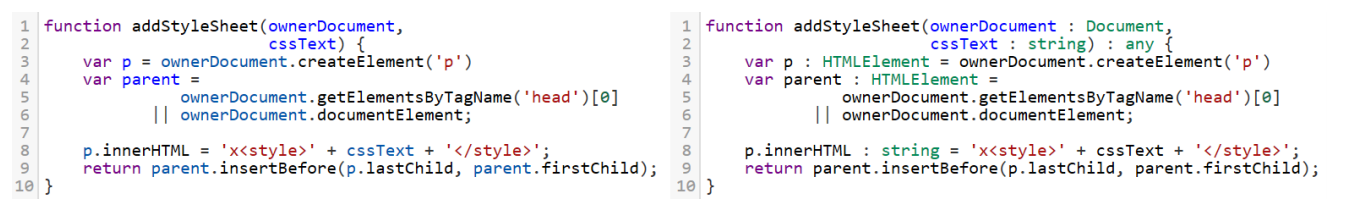 1 function addStyleSheet(ownerDocument,
2 cssText) {
3 var p = ownerDocument.createElement('p')
4 var parent =
5 ownerDocument.getElementsByTagName('head')[0]
6 || ownerDocument.documentElement;
7
8 p.innerHTML = 'x<style>' + cssText + '</style>';
9 return parent.insertBefore(p.lastChild, parent.firstChild);
10 }
1 function addStyleSheet(ownerDocument : Document,
2 cssText : string) : any {
3 var p : HTMLElement = ownerDocument.createElement('p')
4 var parent : HTMLElement =
5 ownerDocument.getElementsByTagName('head')[0]
6 || ownerDocument.documentElement;
7
8 p.innerHTML : string = 'x<style>' + cssText + '</style>';
9 return parent.insertBefore(p.lastChild, parent.firstChild);
10 }